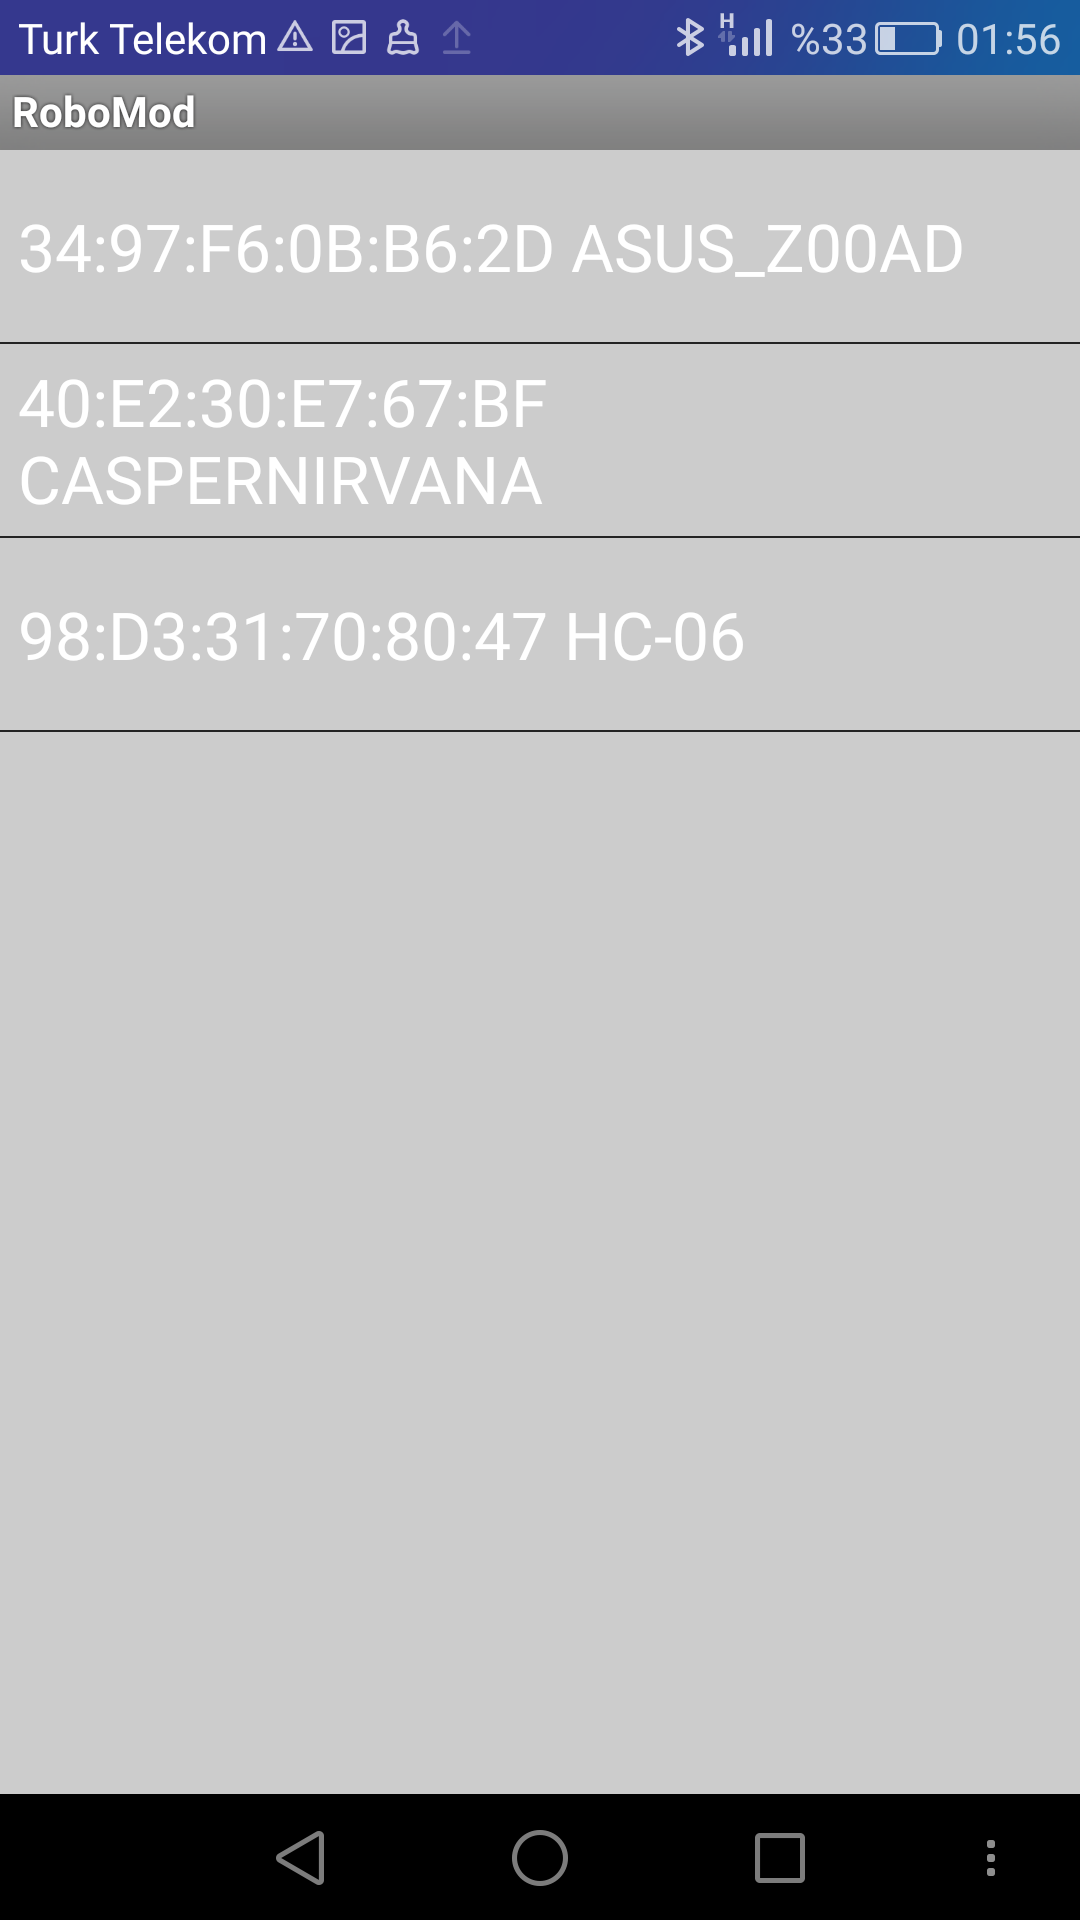 Turk Telekom H %33 01:56
RoboMod
34:97:F6:0B:B6:2D ASUS_Z00AD
40:E2:30:E7:67:BF
CASPERNIRVANA
98:D3:31:70:80:47 HC-06